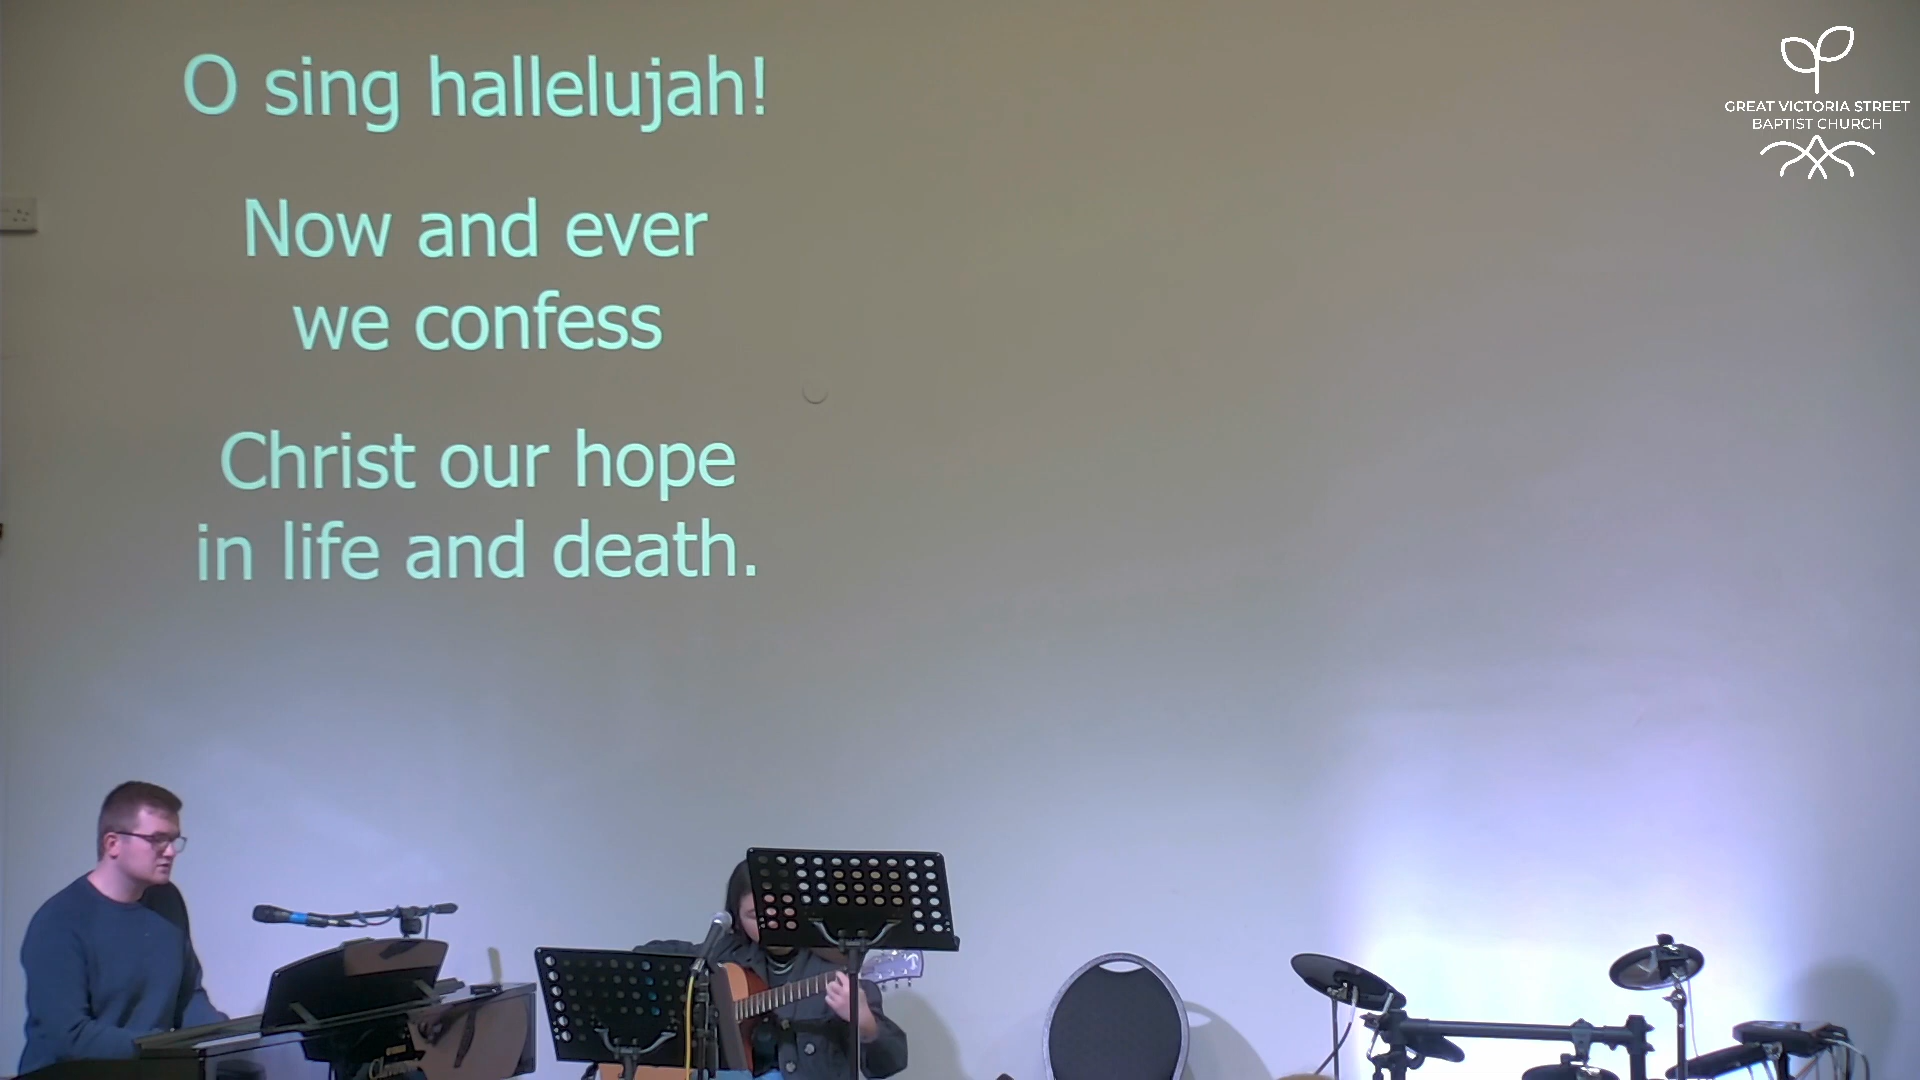 O sing hallelujah!
Now and ever
we confess
Christ our hope
in life and death.
GREAT VICTORIA STREET
BAPTIST CHURCH